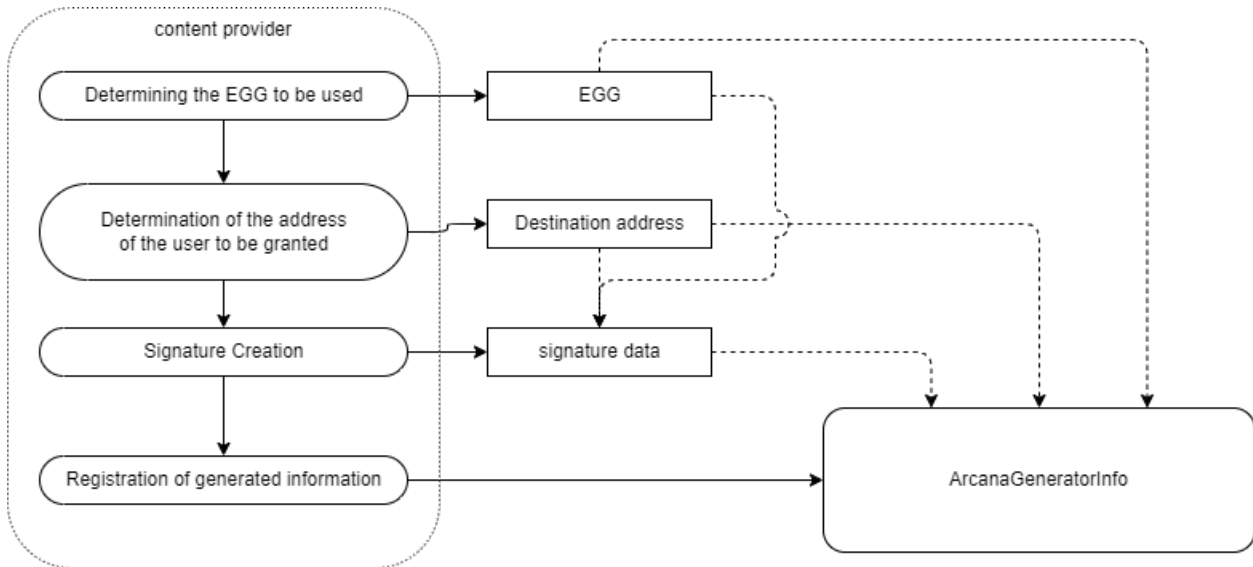 content provider
Determining the EGG to be used
EGG
Determination of the address
of the user to be granted
Destination address
Signature Creation
signature data
Registration of generated information
ArcanaGeneratorInfo